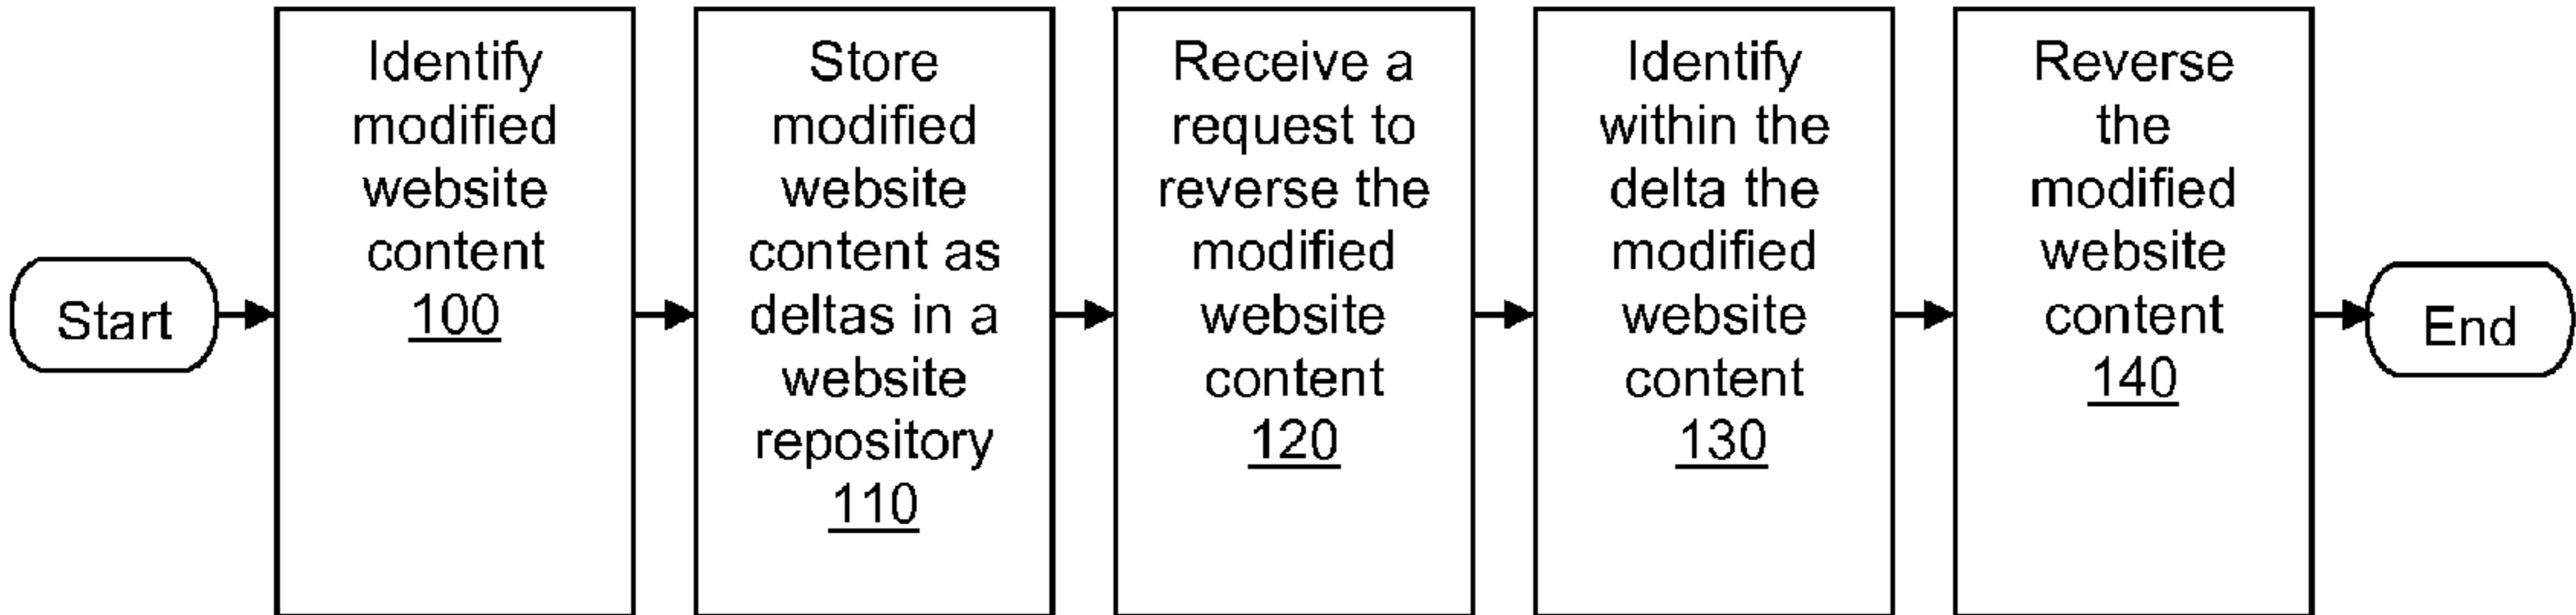 Start
Identify
modified
website
content
100
Store
modified
website
content as
deltas in a
website
repository
110
Receive a
request to
reverse the
modified
website
content
120
Identify
within the
delta the
modified
website
content
130
Reverse
the
modified
website
content
140
End